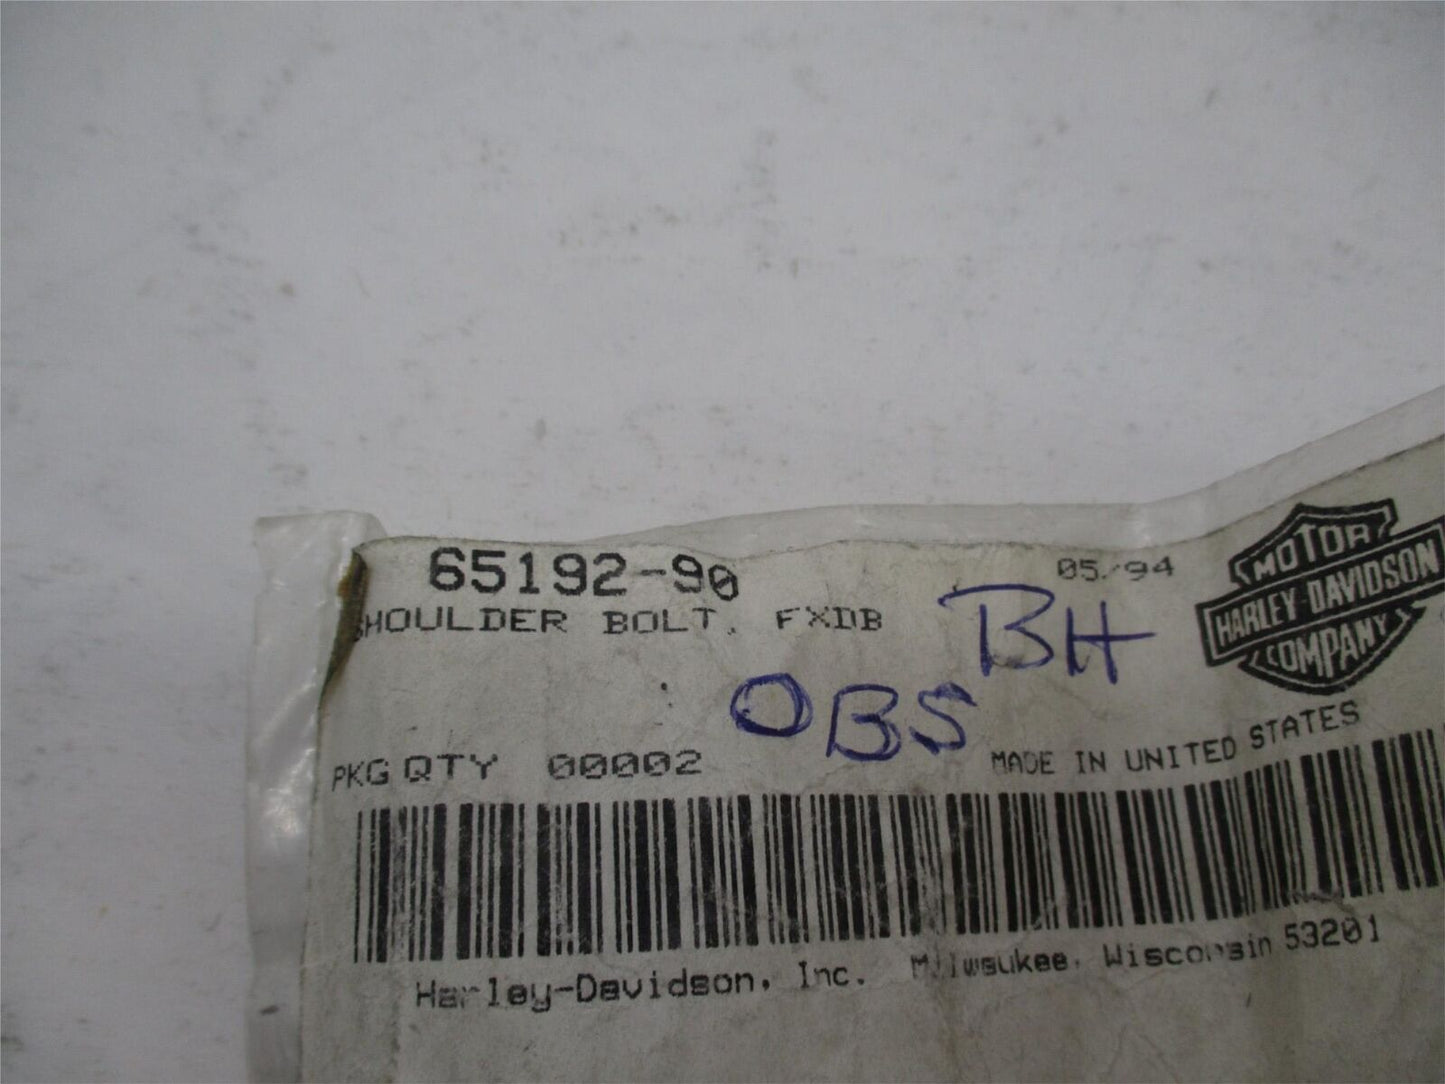 65192-90
05/94
SHOULDER BOLT, FXDB
BH
OBS
MOTOR
HARLEY-DAVIDSON
COMPANY
PKG QTY 00002
MADE IN UNITED STATES
Harley-Davidson, Inc. Milwaukee, Wisconsin 53201